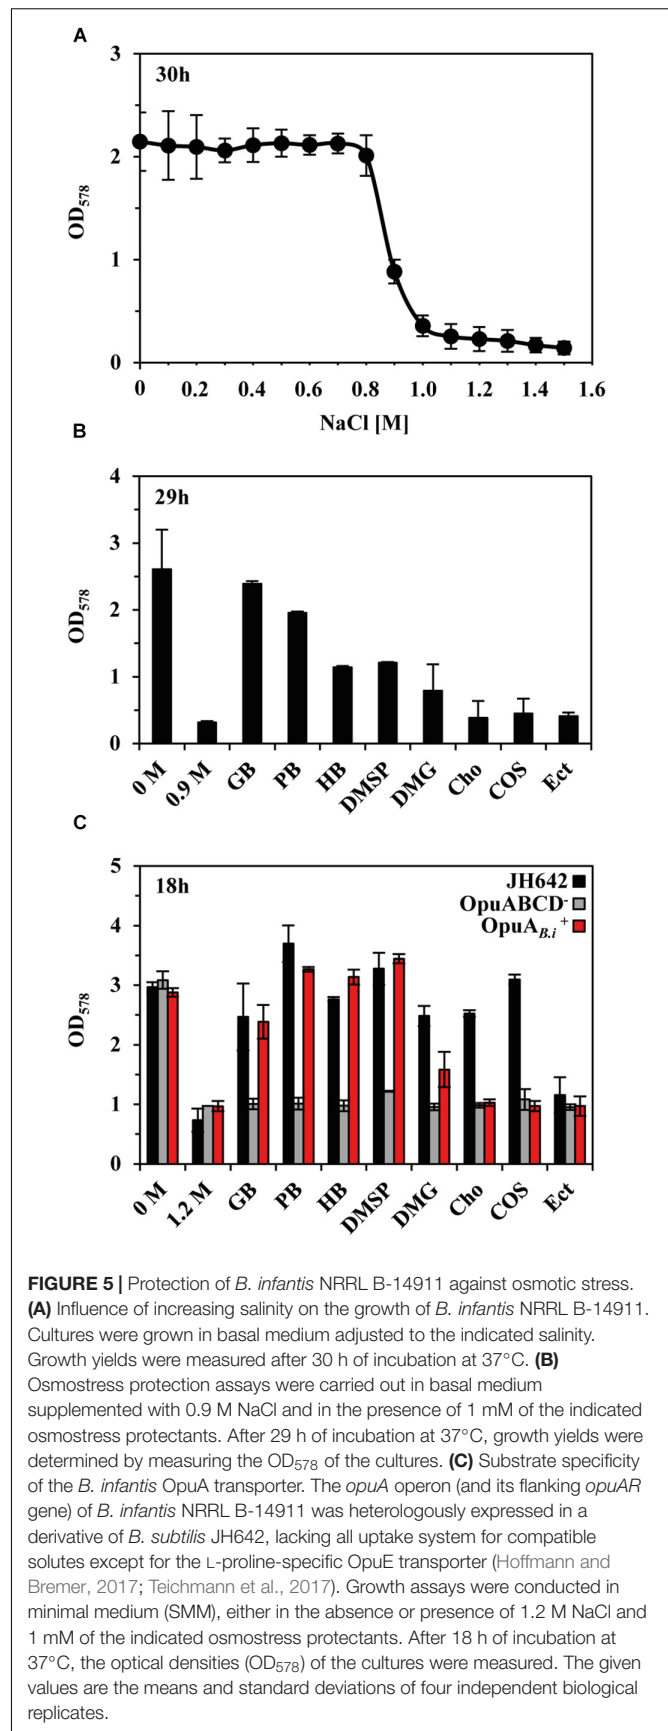 A
3
30h
2
1
0
OD578
0 0.2 0.4 0.6 0.8 1.0 1.2 1.4 1.6
NaCl [M]
B
4
29h
3
2
1
0
OD578
0 M 0.9 M GB PB HB DMSP DMG Cho COS Ect
C
5
18h
JH642
OpuABCD-
OpuAB.i+
4
3
2
1
0
OD578
0 M 1.2 M GB PB HB DMSP DMG Cho COS Ect
FIGURE 5 | Protection of B. infantis NRRL B-14911 against osmotic stress.
(A) Influence of increasing salinity on the growth of B. infantis NRRL B-14911.
Cultures were grown in basal medium adjusted to the indicated salinity.
Growth yields were measured after 30 h of incubation at 37°C. (B)
Osmostress protection assays were carried out in basal medium
supplemented with 0.9 M NaCl and in the presence of 1 mM of the indicated
osmostress protectants. After 29 h of incubation at 37°C, growth yields were
determined by measuring the OD578 of the cultures. (C) Substrate specificity
of the B. infantis OpuA transporter. The opuA operon (and its flanking opuAR
gene) of B. infantis NRRL B-14911 was heterologously expressed in a
derivative of B. subtilis JH642, lacking all uptake system for compatible
solutes except for the L-proline-specific OpuE transporter (Hoffmann and
Bremer, 2017; Teichmann et al., 2017). Growth assays were conducted in
minimal medium (SMM), either in the absence or presence of 1.2 M NaCl and
1 mM of the indicated osmostress protectants. After 18 h of incubation at
37°C, the optical densities (OD578) of the cultures were measured. The given
values are the means and standard deviations of four independent biological
replicates.